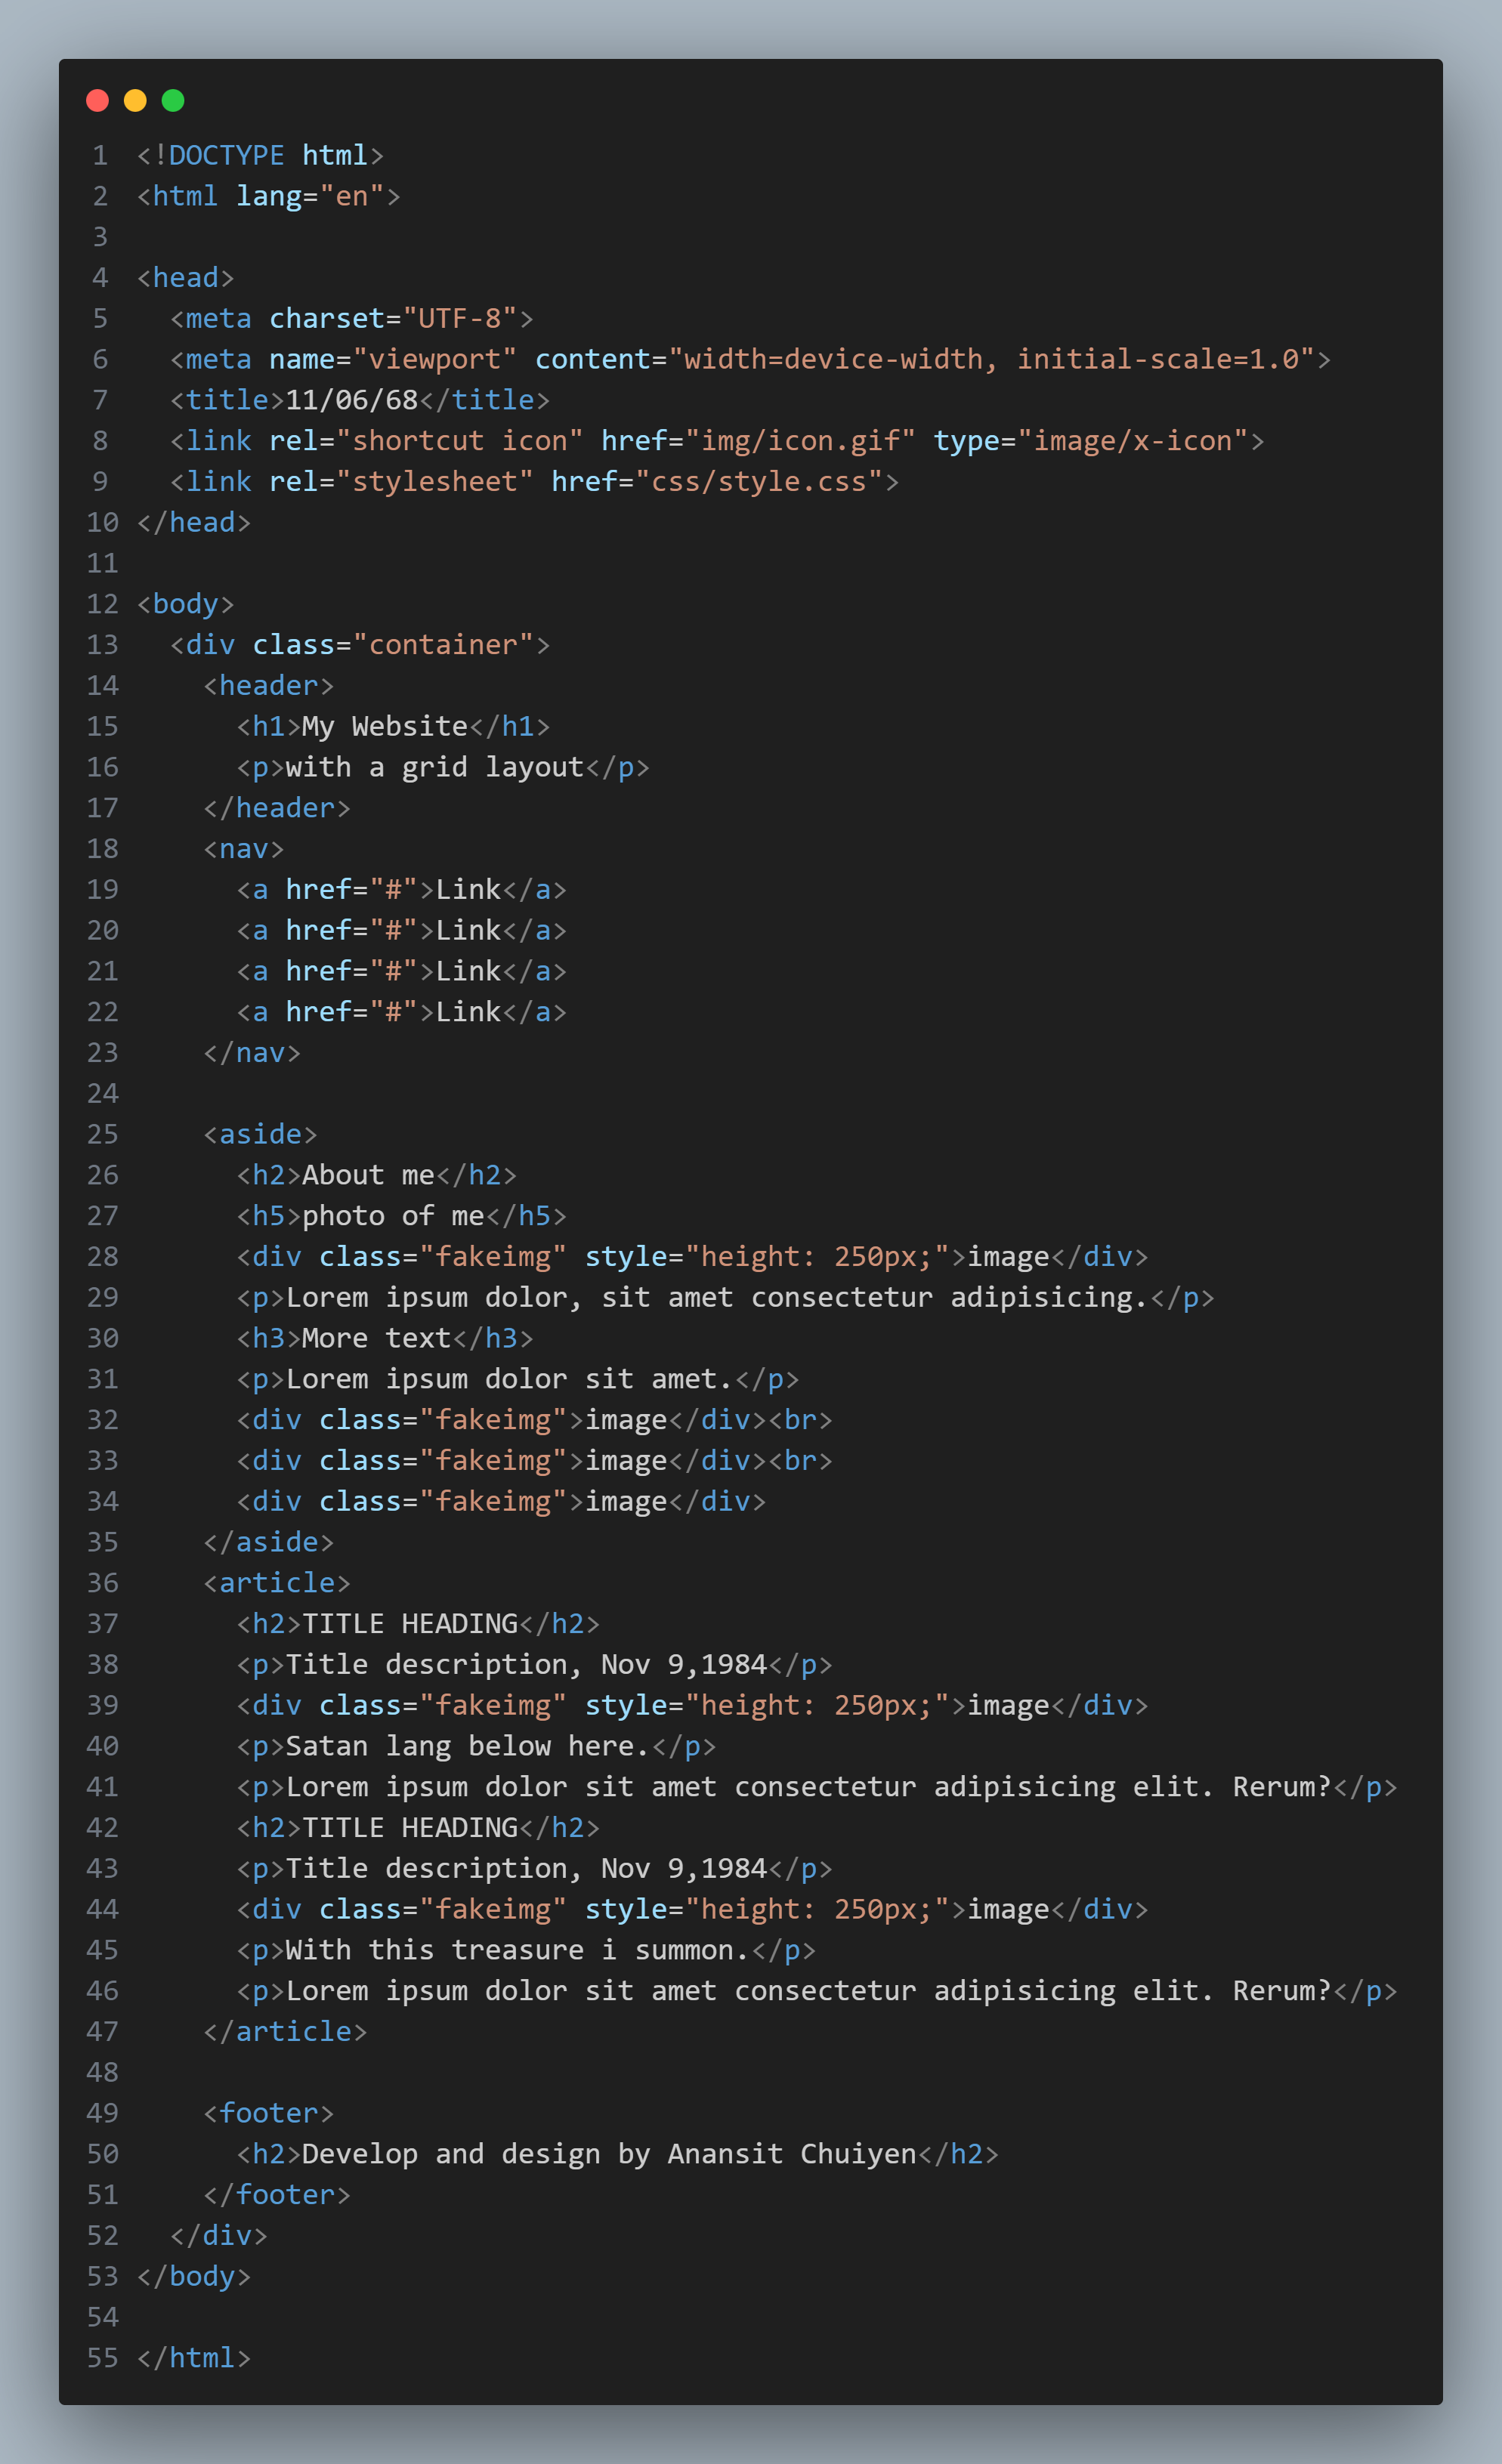 1 <!DOCTYPE html>
2 <html lang="en">
3
4 <head>
5   <meta charset="UTF-8">
6   <meta name="viewport" content="width=device-width, initial-scale=1.0">
7   <title>11/06/68</title>
8   <link rel="shortcut icon" href="img/icon.gif" type="image/x-icon">
9   <link rel="stylesheet" href="css/style.css">
10 </head>
11
12 <body>
13   <div class="container">
14     <header>
15       <h1>My Website</h1>
16       <p>with a grid layout</p>
17     </header>
18     <nav>
19       <a href="#">Link</a>
20       <a href="#">Link</a>
21       <a href="#">Link</a>
22       <a href="#">Link</a>
23     </nav>
24
25     <aside>
26       <h2>About me</h2>
27       <h5>photo of me</h5>
28       <div class="fakeimg" style="height: 250px;">image</div>
29       <p>Lorem ipsum dolor, sit amet consectetur adipisicing.</p>
30       <h3>More text</h3>
31       <p>Lorem ipsum dolor sit amet.</p>
32       <div class="fakeimg">image</div><br>
33       <div class="fakeimg">image</div><br>
34       <div class="fakeimg">image</div>
35     </aside>
36     <article>
37       <h2>TITLE HEADING</h2>
38       <p>Title description, Nov 9,1984</p>
39       <div class="fakeimg" style="height: 250px;">image</div>
40       <p>Satan lang below here.</p>
41       <p>Lorem ipsum dolor sit amet consectetur adipisicing elit. Rerum?</p>
42       <h2>TITLE HEADING</h2>
43       <p>Title description, Nov 9,1984</p>
44       <div class="fakeimg" style="height: 250px;">image</div>
45       <p>With this treasure i summon.</p>
46       <p>Lorem ipsum dolor sit amet consectetur adipisicing elit. Rerum?</p>
47     </article>
48
49     <footer>
50       <h2>Develop and design by Anansit Chuiyen</h2>
51     </footer>
52   </div>
53 </body>
54
55 </html>